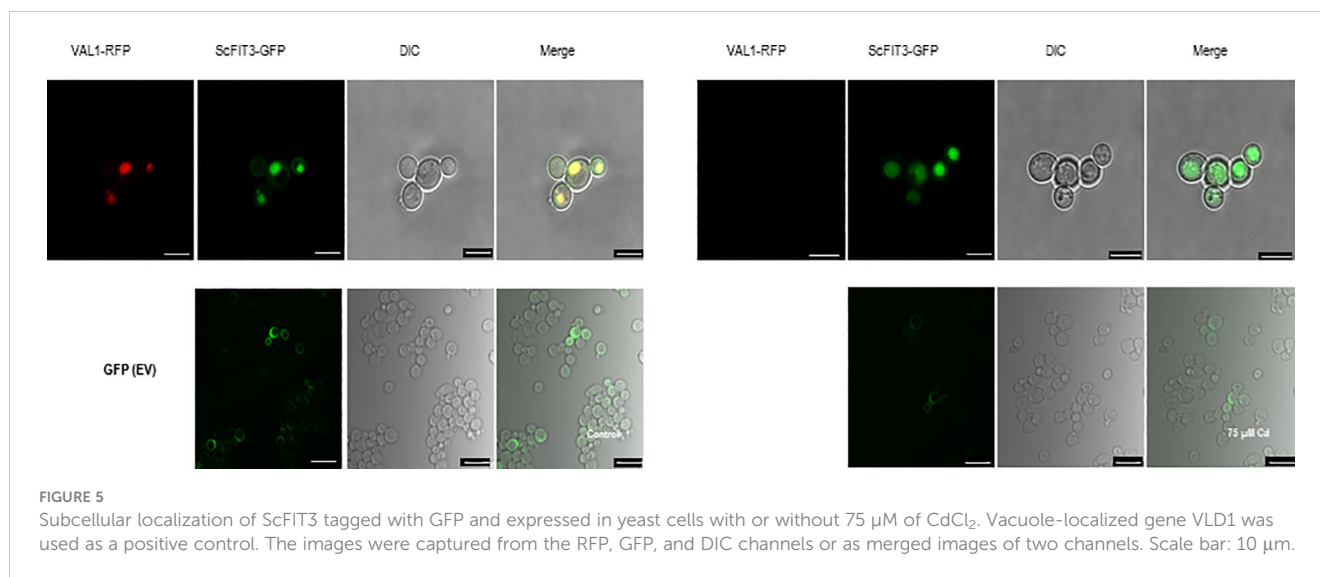 VAL1-RFP ScFIT3-GFP DIC Merge VAL1-RFP ScFIT3-GFP DIC Merge
GFP (EV)
Control
75 µM Cd
FIGURE 5
Subcellular localization of ScFIT3 tagged with GFP and expressed in yeast cells with or without 75 µM of CdCl₂. Vacuole-localized gene VLD1 was
used as a positive control. The images were captured from the RFP, GFP, and DIC channels or as merged images of two channels. Scale bar: 10 µm.